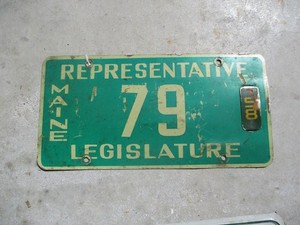 REPRESENTATIVE
MAINE
79
58
LEGISLATURE